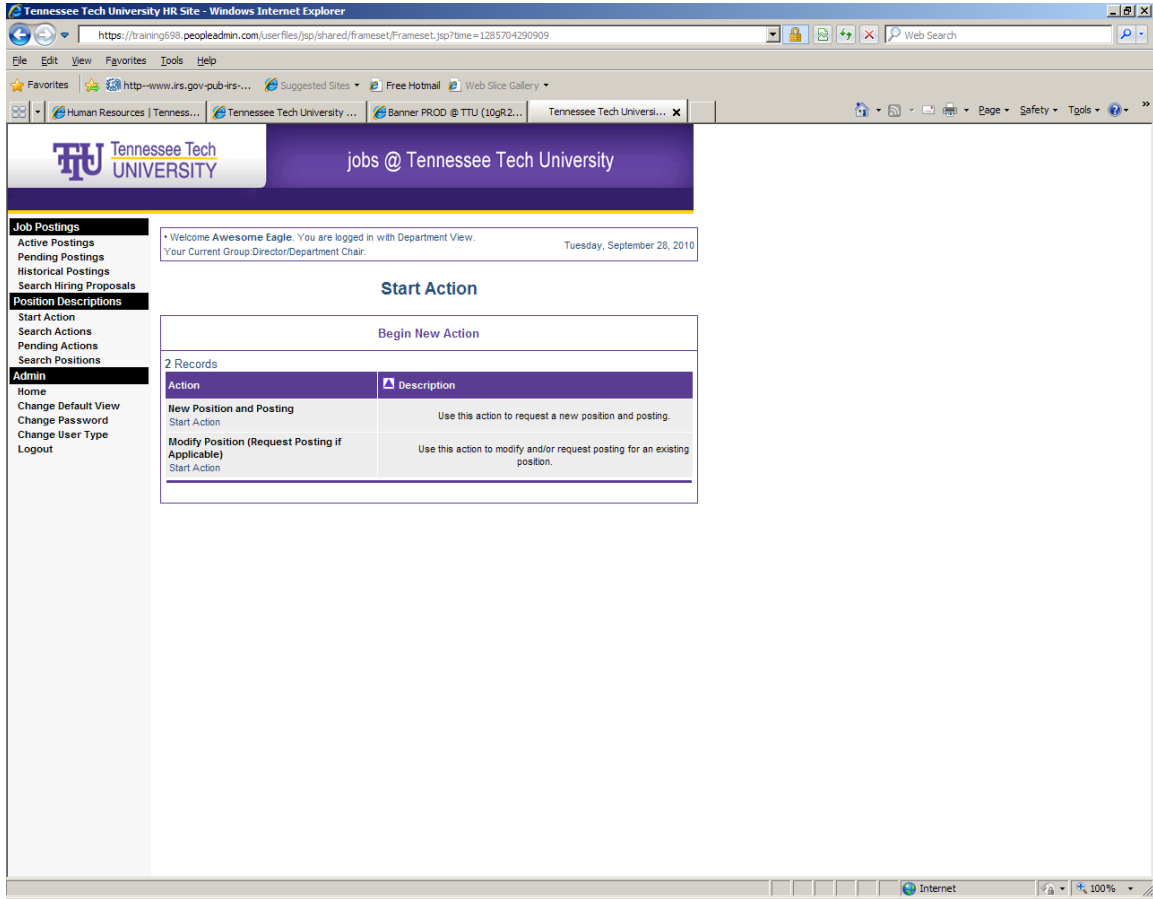 Tennessee Tech University HR Site - Windows Internet Explorer
https://training698.peopleadmin.com/userfiles/jsp/shared/frameset/Frameset.jsp?time=1285704290909
Web Search
File Edit View Favorites Tools Help
Favorites http--www.irs.gov-pub-irs-... Suggested Sites Free Hotmail Web Slice Gallery
Human Resources | Tenness... Tennessee Tech University ... Banner PROD @ TTU (10gR2... Tennessee Tech Universi... X
Page Safety Tools »
TTU Tennessee Tech
UNIVERSITY
jobs @ Tennessee Tech University
Job Postings
Active Postings
Pending Postings
Historical Postings
Search Hiring Proposals
Position Descriptions
Start Action
Search Actions
Pending Actions
Search Positions
Admin
Home
Change Default View
Change Password
Change User Type
Logout
• Welcome Awesome Eagle. You are logged in with Department View.
Your Current Group:Director/Department Chair.
Tuesday, September 28, 2010
Start Action
Begin New Action
2 Records
Action Description
New Position and Posting
Start Action
Use this action to request a new position and posting.
Modify Position (Request Posting if
Applicable)
Start Action
Use this action to modify and/or request posting for an existing
position.
Internet 100%